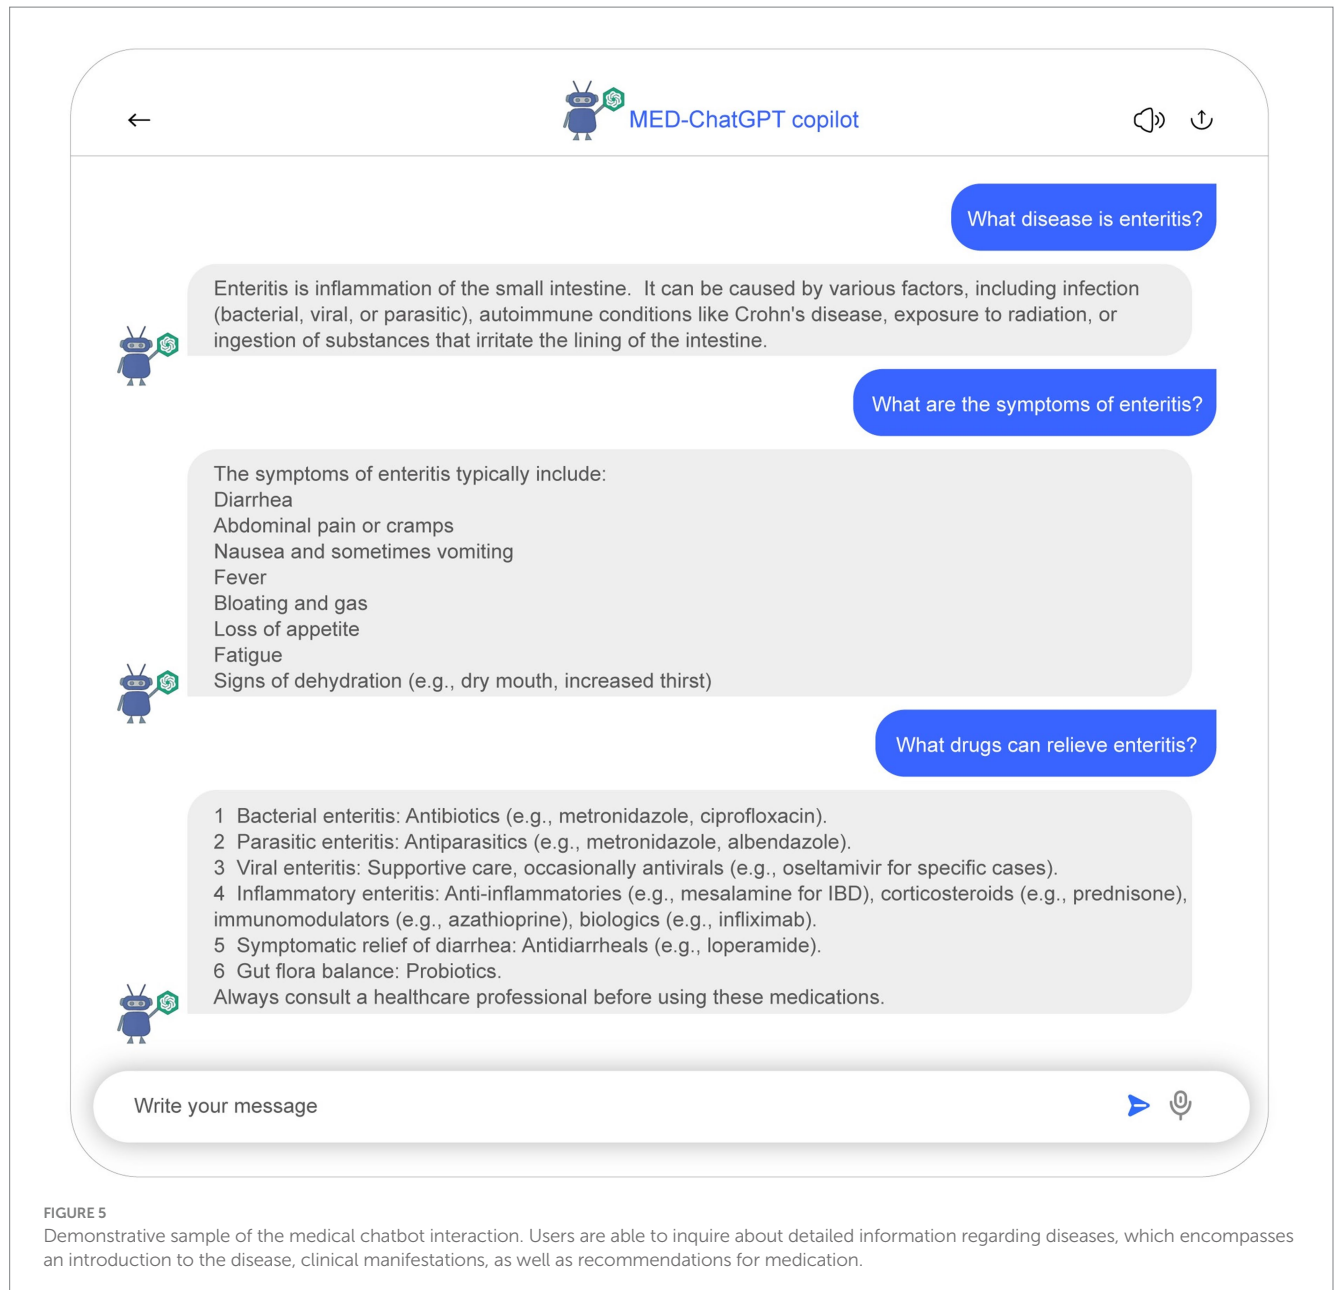 MED-ChatGPT copilot
What disease is enteritis?
Enteritis is inflammation of the small intestine.  It can be caused by various factors, including infection
(bacterial, viral, or parasitic), autoimmune conditions like Crohn's disease, exposure to radiation, or
ingestion of substances that irritate the lining of the intestine.
What are the symptoms of enteritis?
The symptoms of enteritis typically include:
Diarrhea
Abdominal pain or cramps
Nausea and sometimes vomiting
Fever
Bloating and gas
Loss of appetite
Fatigue
Signs of dehydration (e.g., dry mouth, increased thirst)
What drugs can relieve enteritis?
1  Bacterial enteritis: Antibiotics (e.g., metronidazole, ciprofloxacin).
2  Parasitic enteritis: Antiparasitics (e.g., metronidazole, albendazole).
3  Viral enteritis: Supportive care, occasionally antivirals (e.g., oseltamivir for specific cases).
4  Inflammatory enteritis: Anti-inflammatories (e.g., mesalamine for IBD), corticosteroids (e.g., prednisone),
immunomodulators (e.g., azathioprine), biologics (e.g., infliximab).
5  Symptomatic relief of diarrhea: Antidiarrheals (e.g., loperamide).
6  Gut flora balance: Probiotics.
Always consult a healthcare professional before using these medications.
Write your message
FIGURE 5
Demonstrative sample of the medical chatbot interaction. Users are able to inquire about detailed information regarding diseases, which encompasses
an introduction to the disease, clinical manifestations, as well as recommendations for medication.